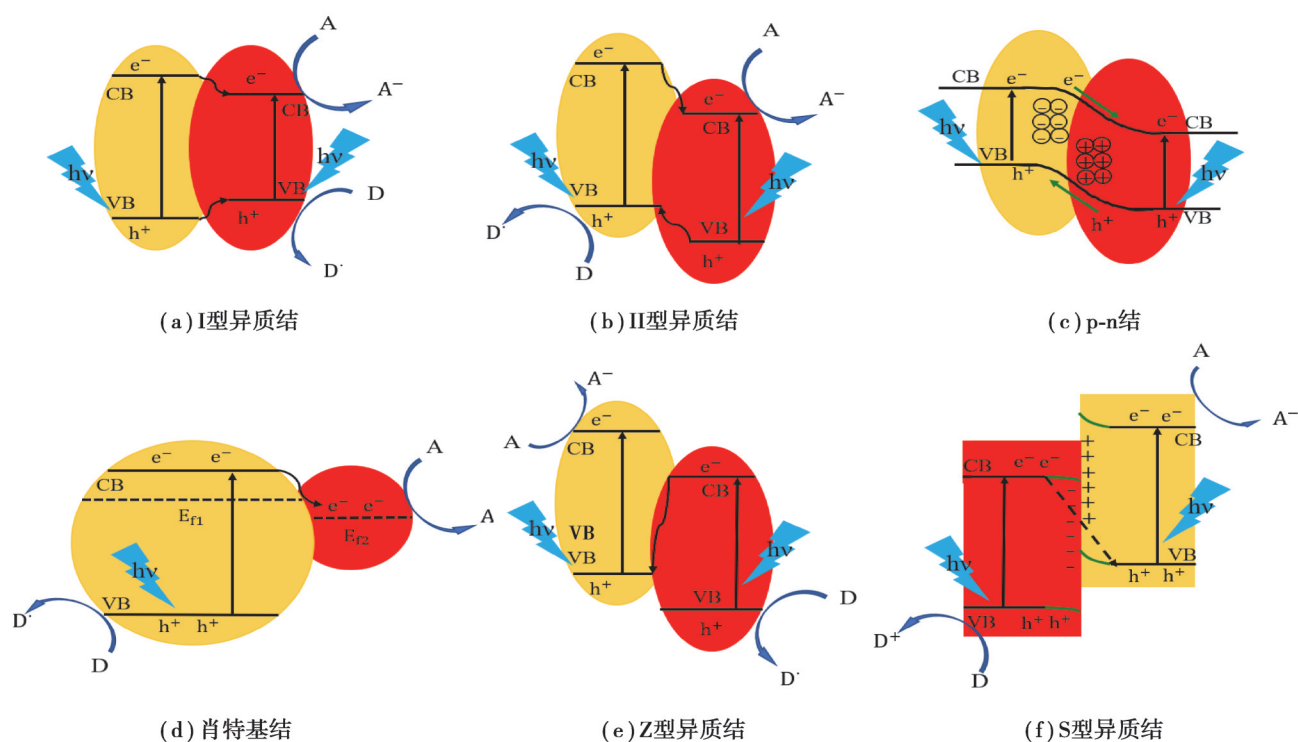 A
e⁻
e⁻
CB
CB
A⁻
hν
hν
VB
VB
D
h⁺
h⁺
D·
(a)I型异质结
A
e⁻
CB
e⁻
A⁻
CB
hν
hν
VB
VB
D·
h⁺
h⁺
D
(b)II型异质结
CB
e⁻
e⁻
e⁻
CB
hν
hν
VB
h⁺
h⁺
h⁺
VB
(c)p-n结
e⁻ e⁻
A
CB
e⁻ e⁻
Ef1
Ef2
A
hν
VB
D·
h⁺ h⁺
D
(d)肖特基结
A⁻
e⁻
A
CB
e⁻
CB
VB
hν
hν
VB
h⁺
VB
D
h⁺
D·
(e)Z型异质结
A
e⁻ e⁻
A⁻
CB
CB
e⁻ e⁻
hν
hν
VB
h⁺ h⁺
VB
h⁺ h⁺
D⁺
D
(f)S型异质结